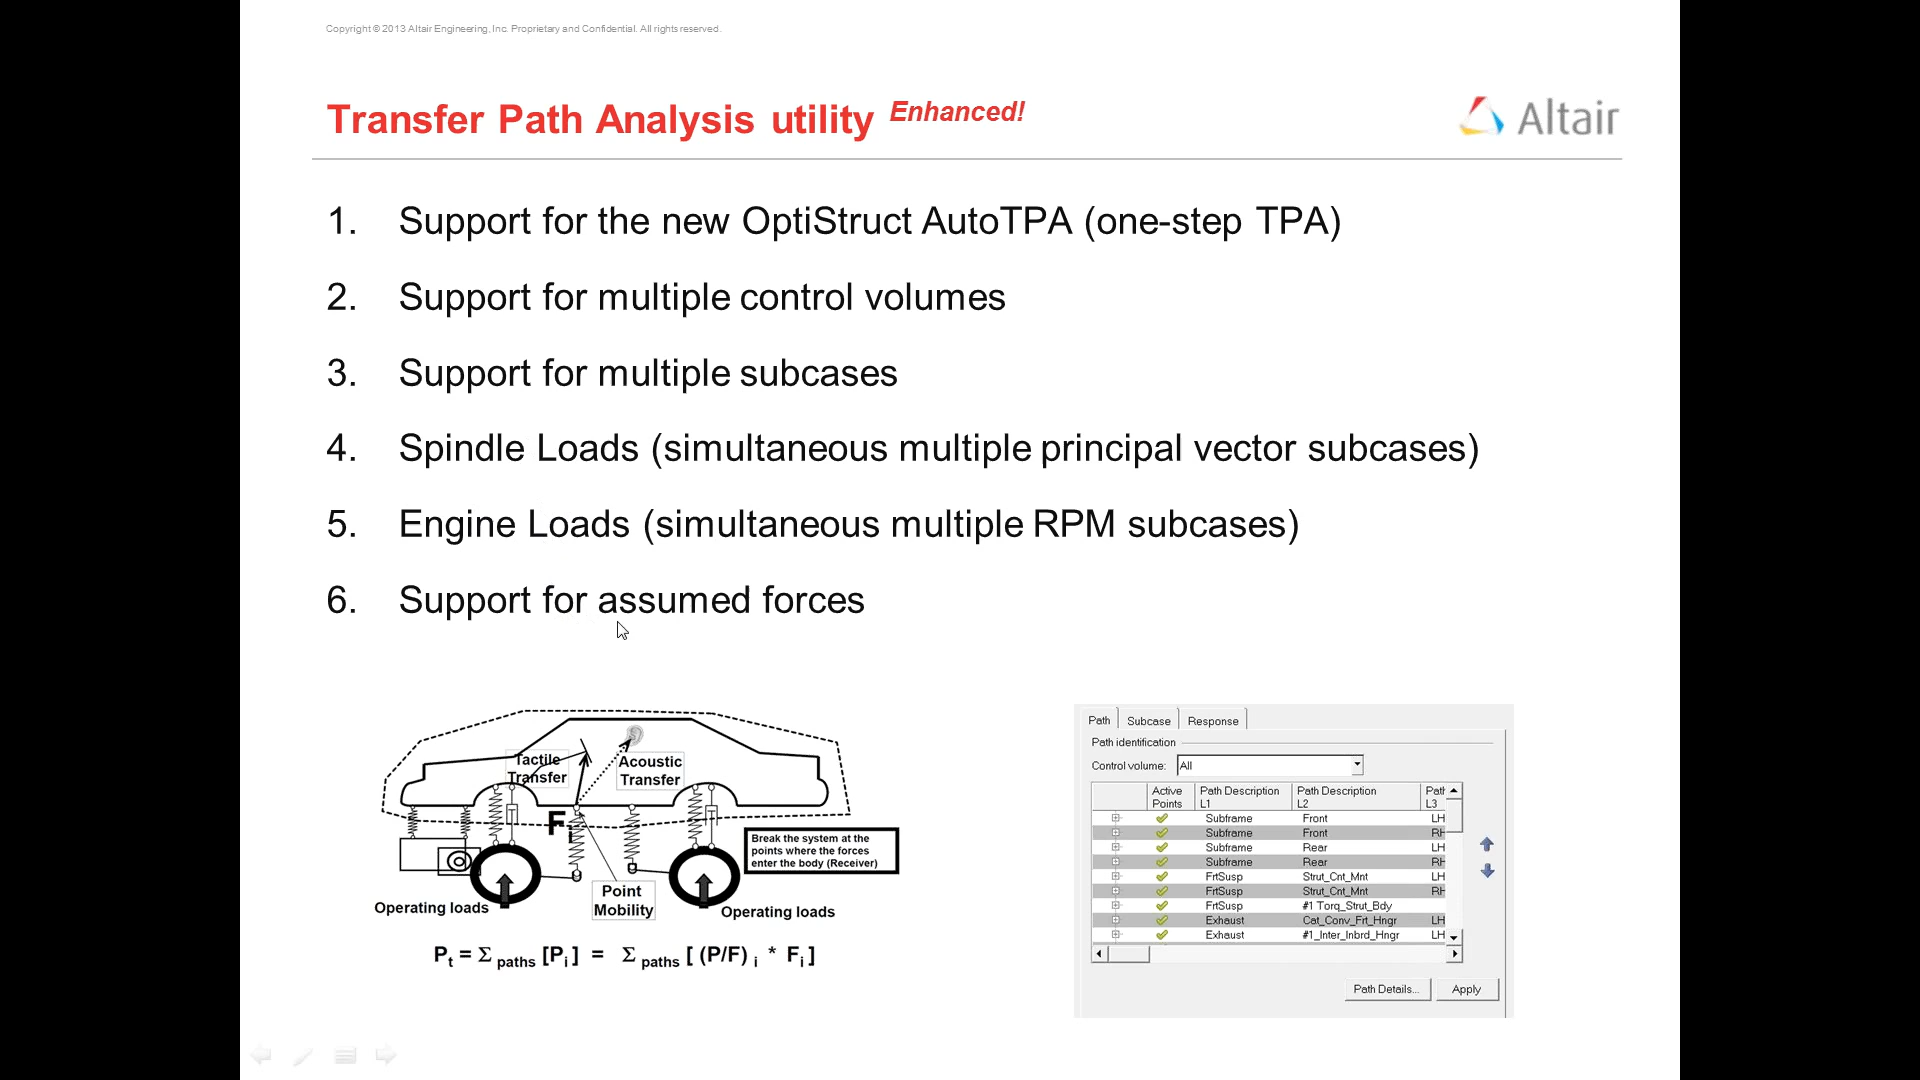 Copyright © 2013 Altair Engineering, Inc. Proprietary and Confidential. All rights reserved.
Transfer Path Analysis utility Enhanced!
Altair
1. Support for the new OptiStruct AutoTPA (one-step TPA)
2. Support for multiple control volumes
3. Support for multiple subcases
4. Spindle Loads (simultaneous multiple principal vector subcases)
5. Engine Loads (simultaneous multiple RPM subcases)
6. Support for assumed forces
Tactile
Transfer
Acoustic
Transfer
F
Break the system at the
points where the forces
enter the body (Receiver)
Point
Mobility
Operating loads
Operating loads
Pt = Σ paths [Pi] = Σ paths [ (P/F) i * Fi ]
Path Subcase Response
Path identification
Control volume: All
Active Points Path Description L1 Path Description L2 Path L3
Subframe Front LH
Subframe Front RH
Subframe Rear LH
Subframe Rear RH
FrtSusp Strut_Cnt_Mnt LH
FrtSusp Strut_Cnt_Mnt RH
FrtSusp #1 Torq_Strut_Bdy
Exhaust Cat_Conv_Frt_Hngr LH
Exhaust #1_Inter_Inbrd_Hngr LH
Path Details... Apply